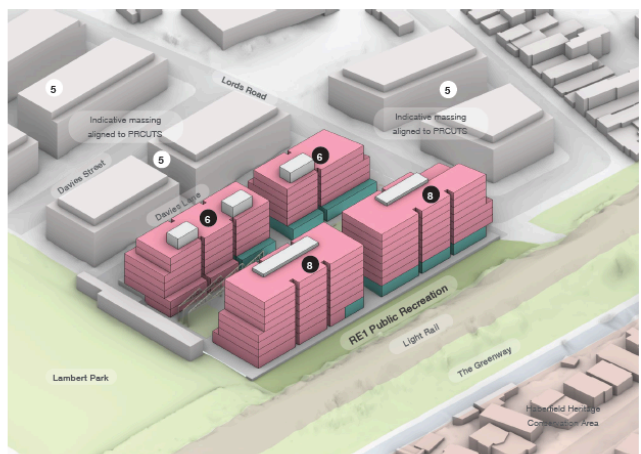 Lords Road
5
Indicative massing
aligned to PRCUTS
5
Indicative massing
aligned to PRCUTS
5
6
Davies Street
Davies Lane
6
8
8
RE1 Public Recreation
Light Rail
The Greenway
Lambert Park
Haberfield Heritage
Conservation Area